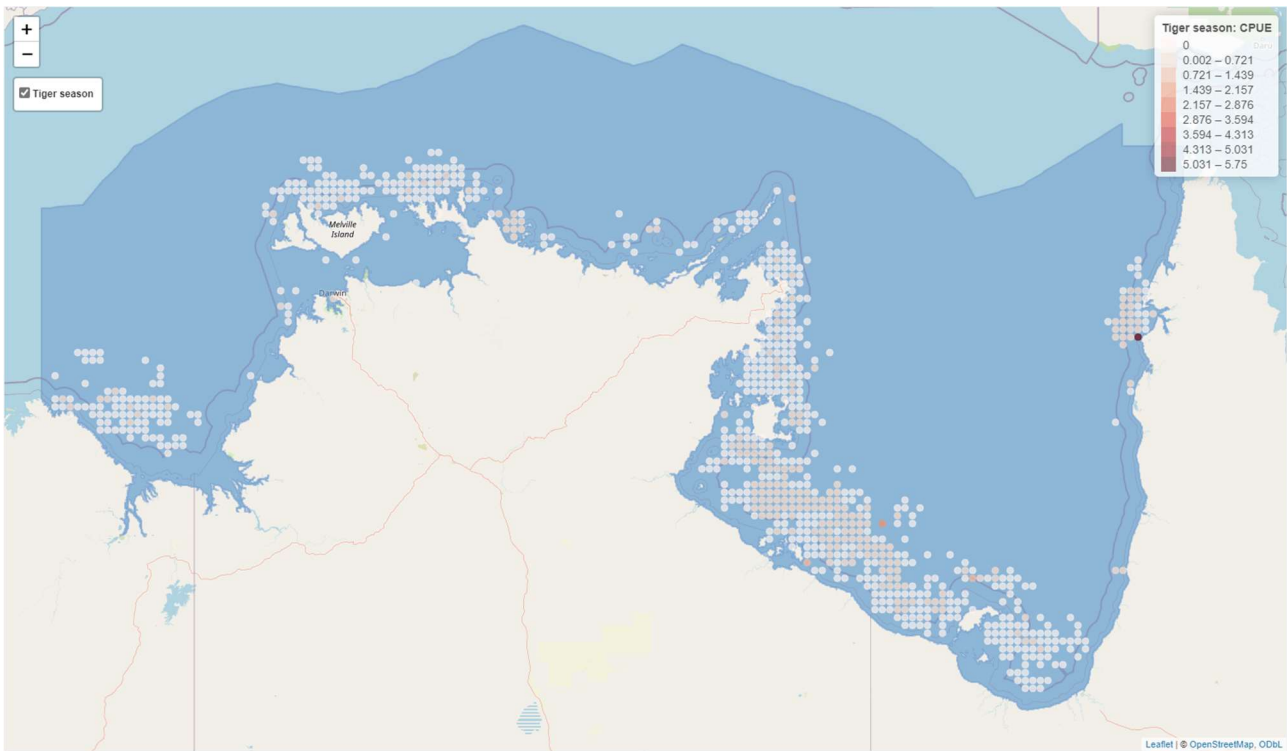 +
−
Tiger season
Tiger season: CPUE
0
0.002 – 0.721
0.721 – 1.439
1.439 – 2.157
2.157 – 2.876
2.876 – 3.594
3.594 – 4.313
4.313 – 5.031
5.031 – 5.75
Daru
Melville
Island
Darwin
Leaflet | © OpenStreetMap, ODbL